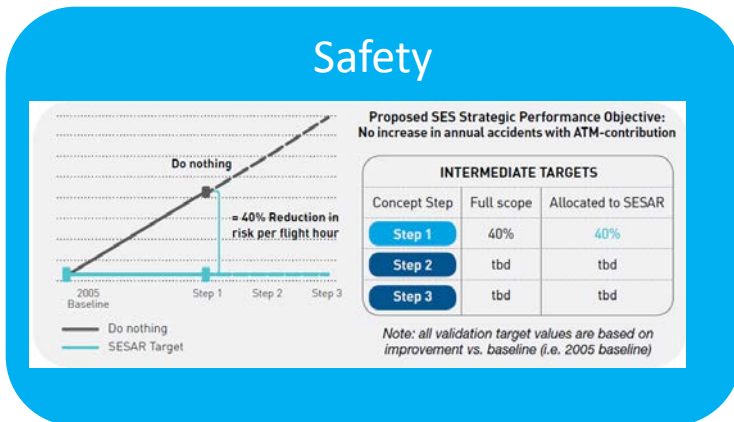 Safety
Do nothing
= 40% Reduction in
risk per flight hour
2005
Baseline
Step 1
Step 2
Step 3
Do nothing
SESAR Target
Proposed SES Strategic Performance Objective:
No increase in annual accidents with ATM-contribution
INTERMEDIATE TARGETS
Concept Step Full scope Allocated to SESAR
Step 1 40% 40%
Step 2 tbd tbd
Step 3 tbd tbd
Note: all validation target values are based on
improvement vs. baseline (i.e. 2005 baseline)